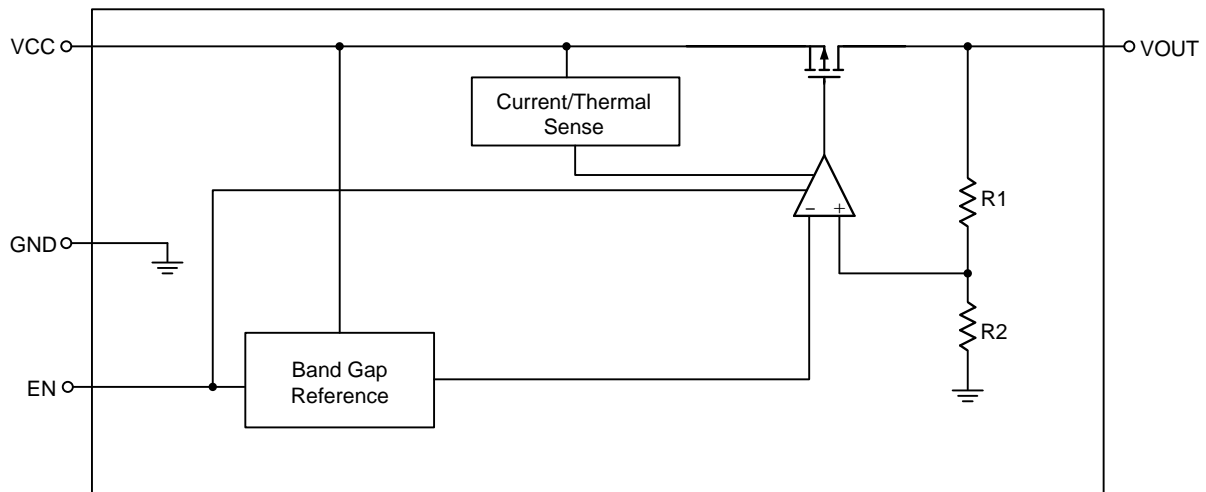 VCC
VOUT
Current/Thermal
Sense
R1
GND
R2
EN
Band Gap
Reference